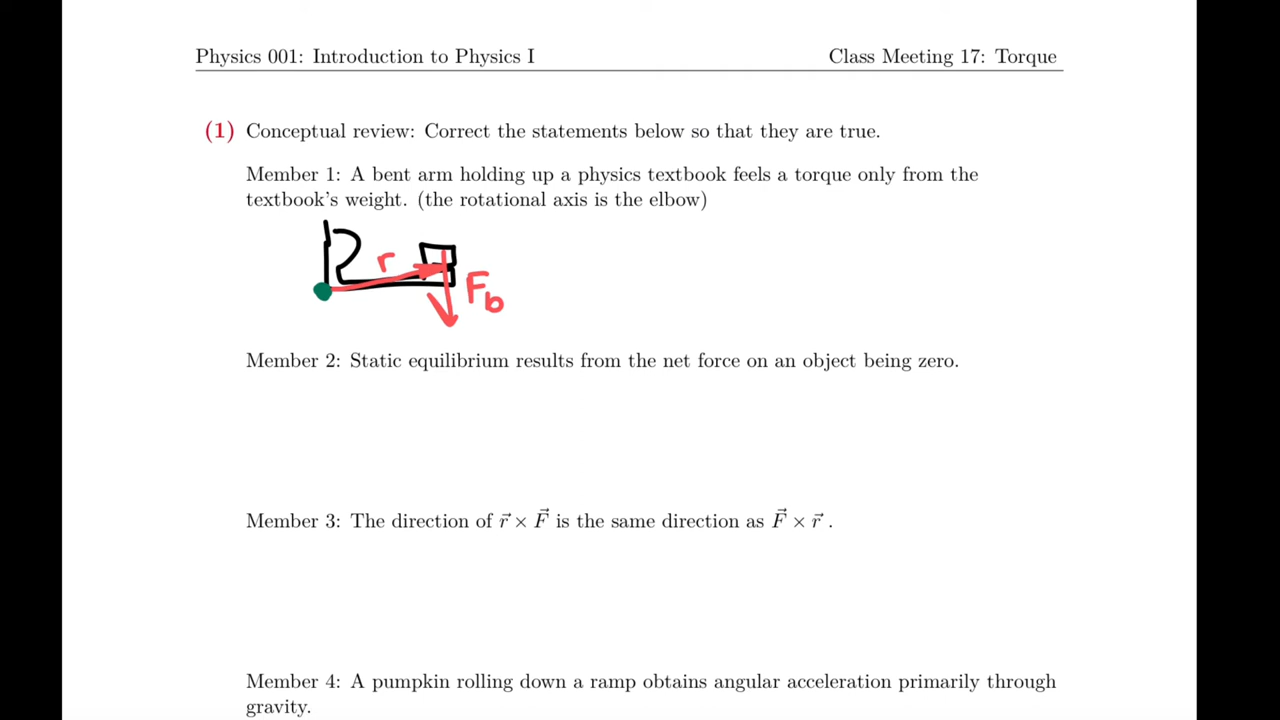 Physics 001: Introduction to Physics I Class Meeting 17: Torque
(1) Conceptual review: Correct the statements below so that they are true.
Member 1: A bent arm holding up a physics textbook feels a torque only from the
textbook's weight. (the rotational axis is the elbow)
r
F_b
Member 2: Static equilibrium results from the net force on an object being zero.
Member 3: The direction of r⃗ × F⃗ is the same direction as F⃗ × r⃗ .
Member 4: A pumpkin rolling down a ramp obtains angular acceleration primarily through
gravity.